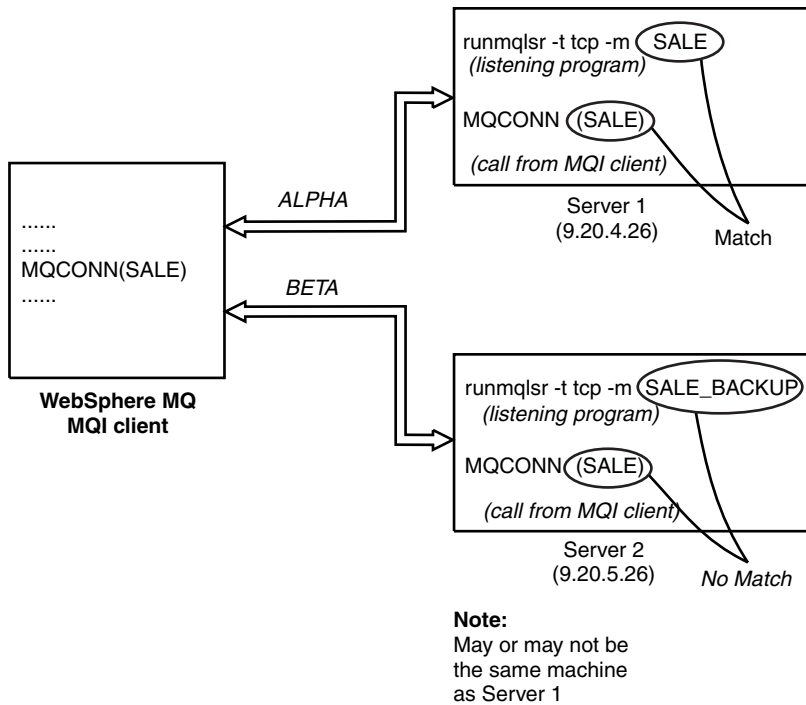 runmqlsr -t tcp -m SALE
(listening program)
MQCONN (SALE)
(call from MQI client)
Server 1
(9.20.4.26)
Match
ALPHA
......
......
MQCONN(SALE)
......
BETA
WebSphere MQ
MQI client
runmqlsr -t tcp -m SALE_BACKUP
(listening program)
MQCONN (SALE)
(call from MQI client)
Server 2
(9.20.5.26)
No Match
Note:
May or may not be
the same machine
as Server 1